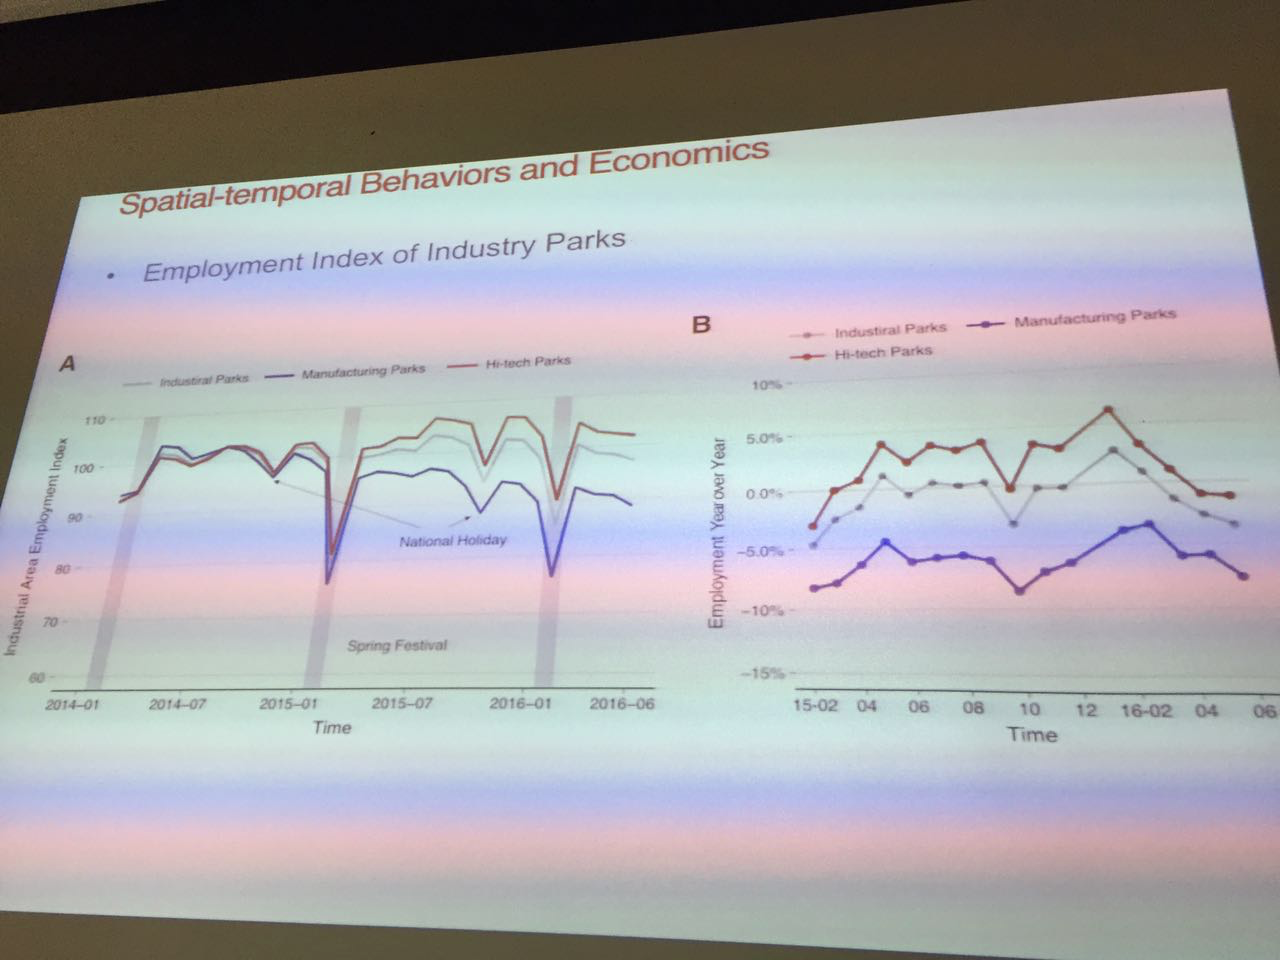 Spatial-temporal Behaviors and Economics
• Employment Index of Industry Parks
A
Industiral Parks Manufacturing Parks Hi-tech Parks
Industrial Area Employment Index
110
100
90
80
70
60
National Holiday
Spring Festival
2014–01 2014–07 2015–01 2015–07 2016–01 2016–06
Time
B
Industiral Parks Manufacturing Parks
Hi-tech Parks
Employment Year over Year
10%
5.0%
0.0%
−5.0%
−10%
−15%
15-02 04 06 08 10 12 16-02 04 06
Time